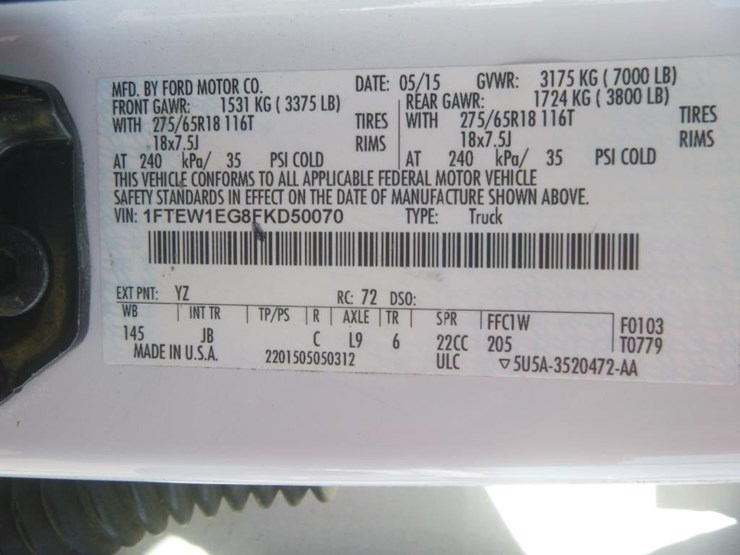 MFD. BY FORD MOTOR CO. DATE: 05/15 GVWR: 3175 KG ( 7000 LB)
FRONT GAWR: 1531 KG ( 3375 LB) REAR GAWR: 1724 KG ( 3800 LB)
WITH 275/65R18 116T TIRES WITH 275/65R18 116T TIRES
18x7.5J RIMS 18x7.5J RIMS
AT 240 kPa/ 35 PSI COLD AT 240 kPa/ 35 PSI COLD
THIS VEHICLE CONFORMS TO ALL APPLICABLE FEDERAL MOTOR VEHICLE
SAFETY STANDARDS IN EFFECT ON THE DATE OF MANUFACTURE SHOWN ABOVE.
VIN: 1FTEW1EG8FKD50070 TYPE: Truck
EXT PNT: YZ RC: 72 DSO:
WB INT TR TP/PS R AXLE TR SPR FFC1W F0103
145 JB C L9 6 22CC 205 T0779
MADE IN U.S.A. 2201505050312 ULC ▽5U5A-3520472-AA